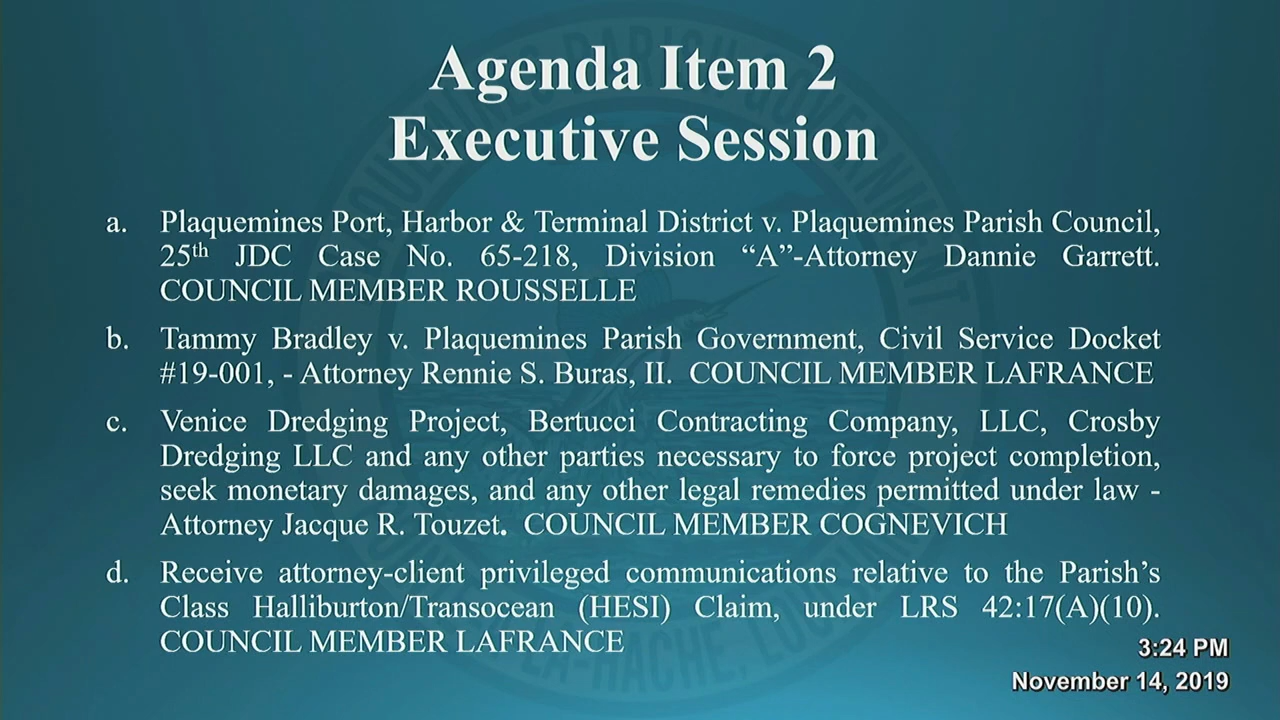 Agenda Item 2
Executive Session
a. Plaquemines Port, Harbor & Terminal District v. Plaquemines Parish Council,
25th JDC Case No. 65-218, Division “A”-Attorney Dannie Garrett.
COUNCIL MEMBER ROUSSELLE
b. Tammy Bradley v. Plaquemines Parish Government, Civil Service Docket
#19-001, - Attorney Rennie S. Buras, II. COUNCIL MEMBER LAFRANCE
c. Venice Dredging Project, Bertucci Contracting Company, LLC, Crosby
Dredging LLC and any other parties necessary to force project completion,
seek monetary damages, and any other legal remedies permitted under law -
Attorney Jacque R. Touzet. COUNCIL MEMBER COGNEVICH
d. Receive attorney-client privileged communications relative to the Parish’s
Class Halliburton/Transocean (HESI) Claim, under LRS 42:17(A)(10).
COUNCIL MEMBER LAFRANCE
3:24 PM
November 14, 2019